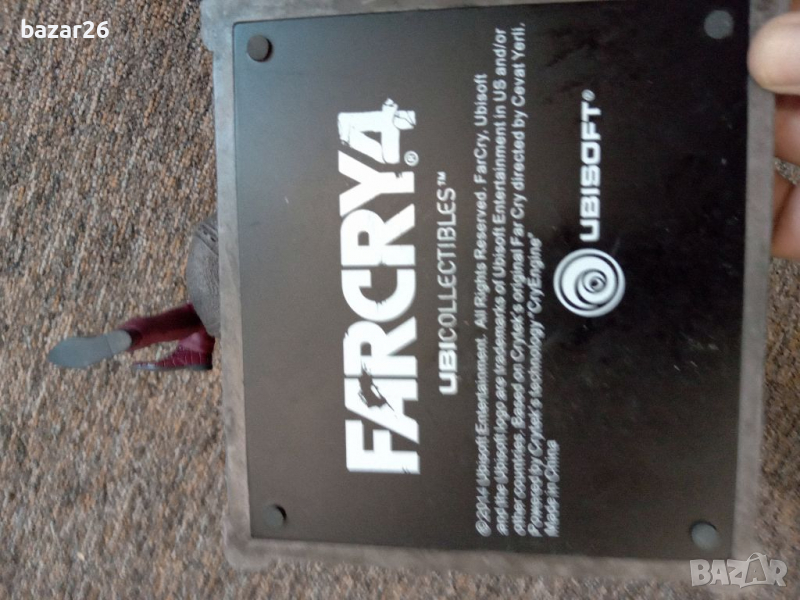 bazar26
FARCRY4®
UBICOLLECTIBLES™
©2014 Ubisoft Entertainment. All Rights Reserved. FarCry, Ubisoft
and the Ubisoft logo are trademarks of Ubisoft Entertainment in US and/or
other countries. Based on Crytek's original Far Cry directed by Cevat Yerli.
Powered by Crytek's technology "CryEngine"
Made in China
UBISOFT®
BAZAR